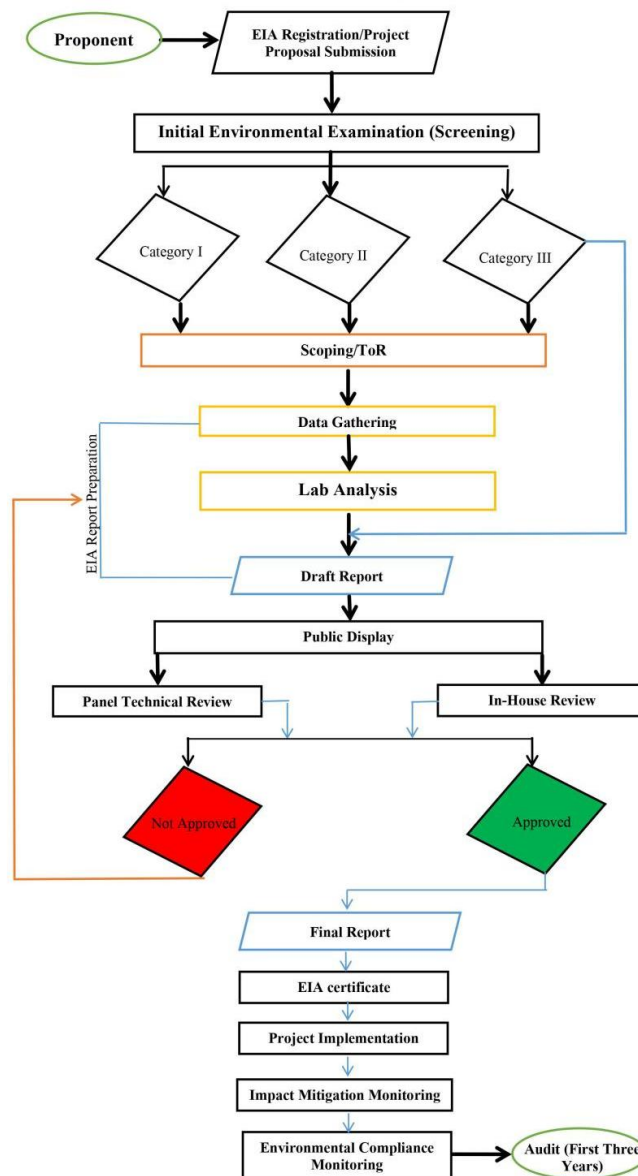 Proponent
EIA Registration/Project
Proposal Submission
Initial Environmental Examination (Screening)
Category I
Category II
Category III
Scoping/ToR
Data Gathering
EIA Report Preparation
Lab Analysis
Draft Report
Public Display
Panel Technical Review
In-House Review
Not Approved
Approved
Final Report
EIA certificate
Project Implementation
Impact Mitigation Monitoring
Environmental Compliance
Monitoring
Audit (First Three
Years)